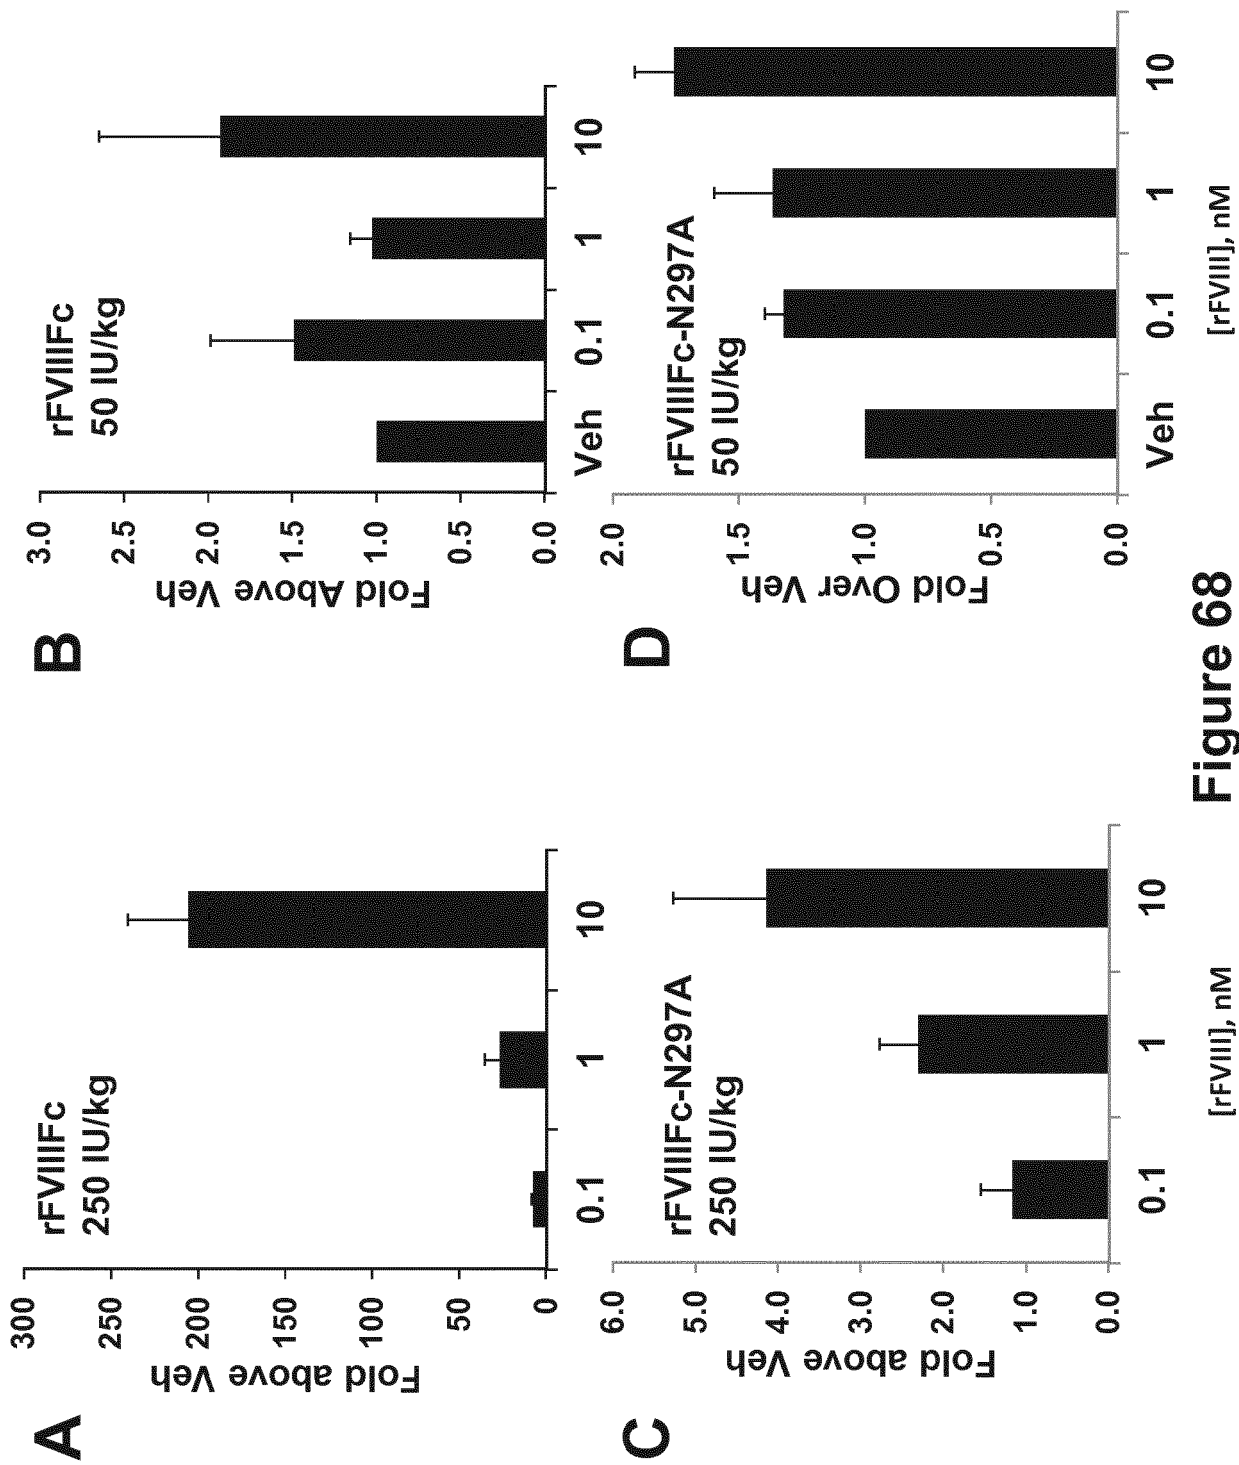 A
rFVIIIFc
250 IU/kg
Fold above Veh
300
250
200
150
100
50
0
0.1 1 10
B
rFVIIIFc
50 IU/kg
Fold Above Veh
3.0
2.5
2.0
1.5
1.0
0.5
0.0
Veh 0.1 1 10
C
rFVIIIFc-N297A
250 IU/kg
Fold above Veh
6.0
5.0
4.0
3.0
2.0
1.0
0.0
0.1 1 10
[rFVIII], nM
D
rFVIIIFc-N297A
50 IU/kg
Fold Over Veh
2.0
1.5
1.0
0.5
0.0
Veh 0.1 1 10
[rFVIII], nM
Figure 68